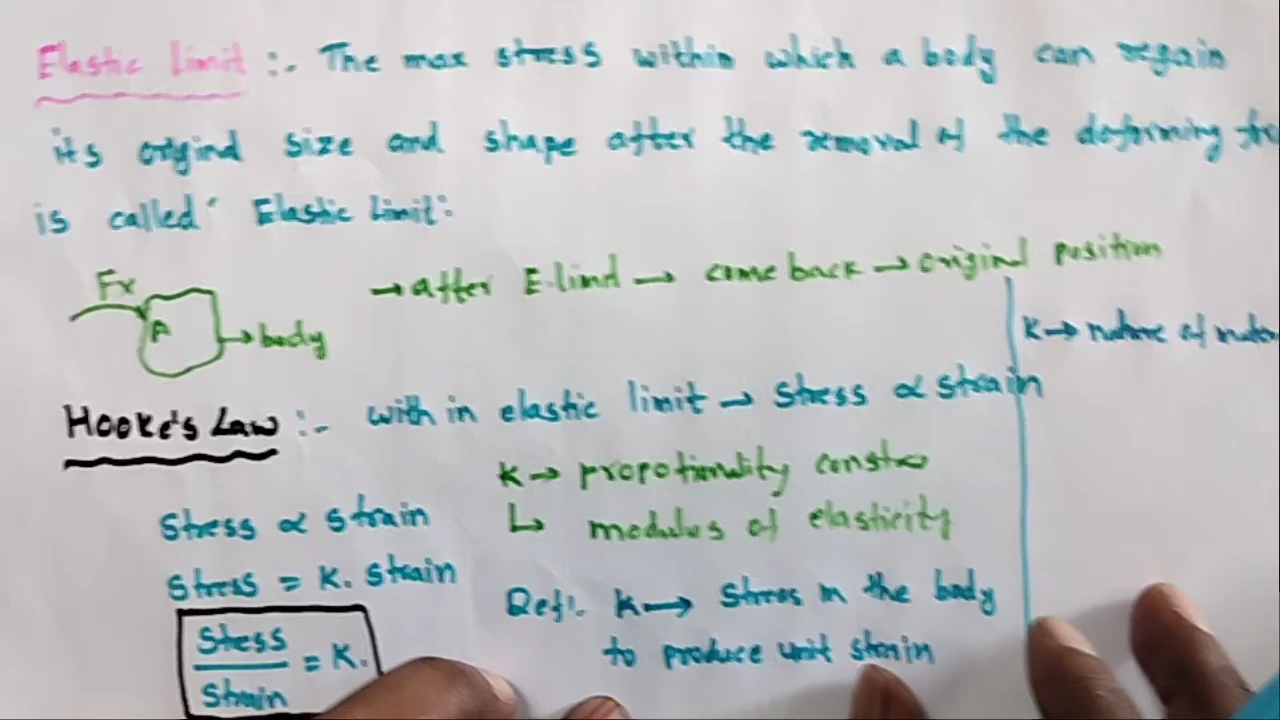 Elastic Limit :- The max stress within which a body can regain
its original size and shape after the removal of the deforming
is called "Elastic Limit".
Fx
A
→ body
→ after E-limit → come back → original position
K → nature of
Hooke's Law :- with in elastic limit → Stress ∝ strain
K → propotionality
↳ modulus of elasticity
Stress ∝ strain
Stress = K. strain
Stess
Strain
= K.
Def:. K → Stress in the body
to produce unit strain